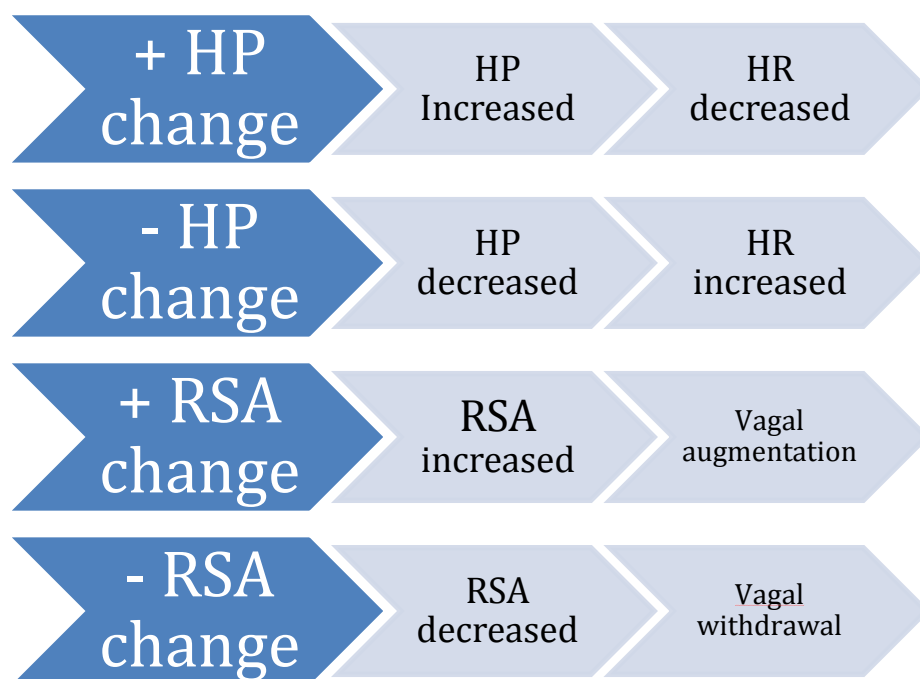 + HP
change
HP
Increased
HR
decreased
- HP
change
HP
decreased
HR
increased
+ RSA
change
RSA
increased
Vagal
augmentation
- RSA
change
RSA
decreased
Vagal
withdrawal